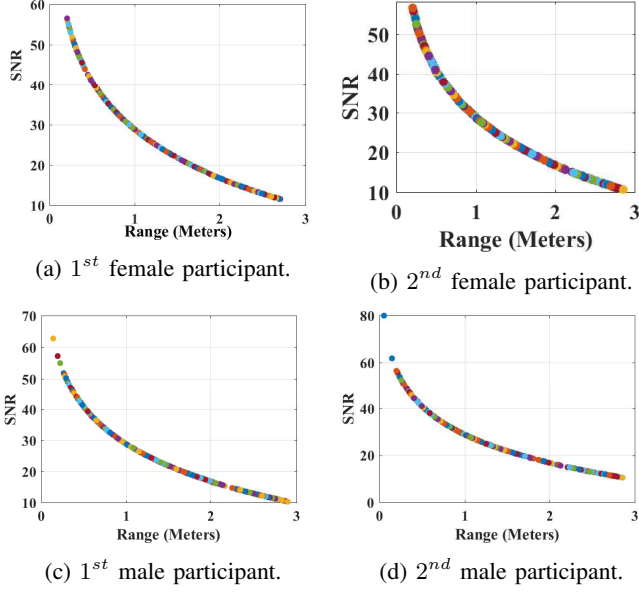 60
50
40
30
20
10
0 1 2 3
SNR
Range (Meters)
(a) 1st female participant.
50
40
30
20
10
0 1 2 3
SNR
Range (Meters)
(b) 2nd female participant.
70
60
50
40
30
20
10
0 1 2 3
SNR
Range (Meters)
(c) 1st male participant.
80
60
40
20
0
0 1 2 3
SNR
Range (Meters)
(d) 2nd male participant.